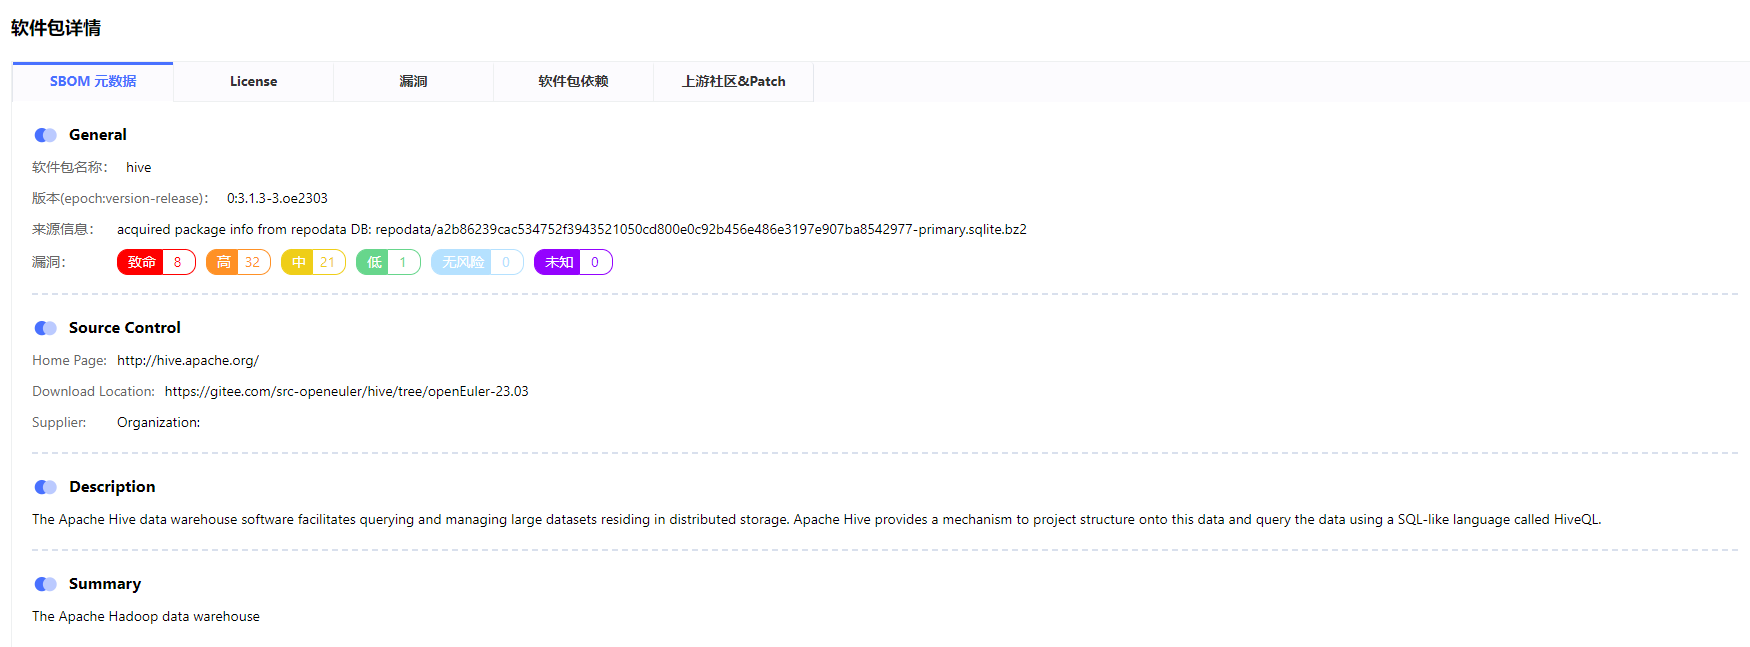 软件包详情
SBOM 元数据 License 漏洞 软件包依赖 上游社区&Patch
General
软件包名称： hive
版本(epoch:version-release)： 0:3.1.3-3.oe2303
来源信息： acquired package info from repodata DB: repodata/a2b86239cac534752f3943521050cd800e0c92b456e486e3197e907ba8542977-primary.sqlite.bz2
漏洞： 致命 8 高 32 中 21 低 1 无风险 0 未知 0
Source Control
Home Page: http://hive.apache.org/
Download Location: https://gitee.com/src-openeuler/hive/tree/openEuler-23.03
Supplier: Organization:
Description
The Apache Hive data warehouse software facilitates querying and managing large datasets residing in distributed storage. Apache Hive provides a mechanism to project structure onto this data and query the data using a SQL-like language called HiveQL.
Summary
The Apache Hadoop data warehouse